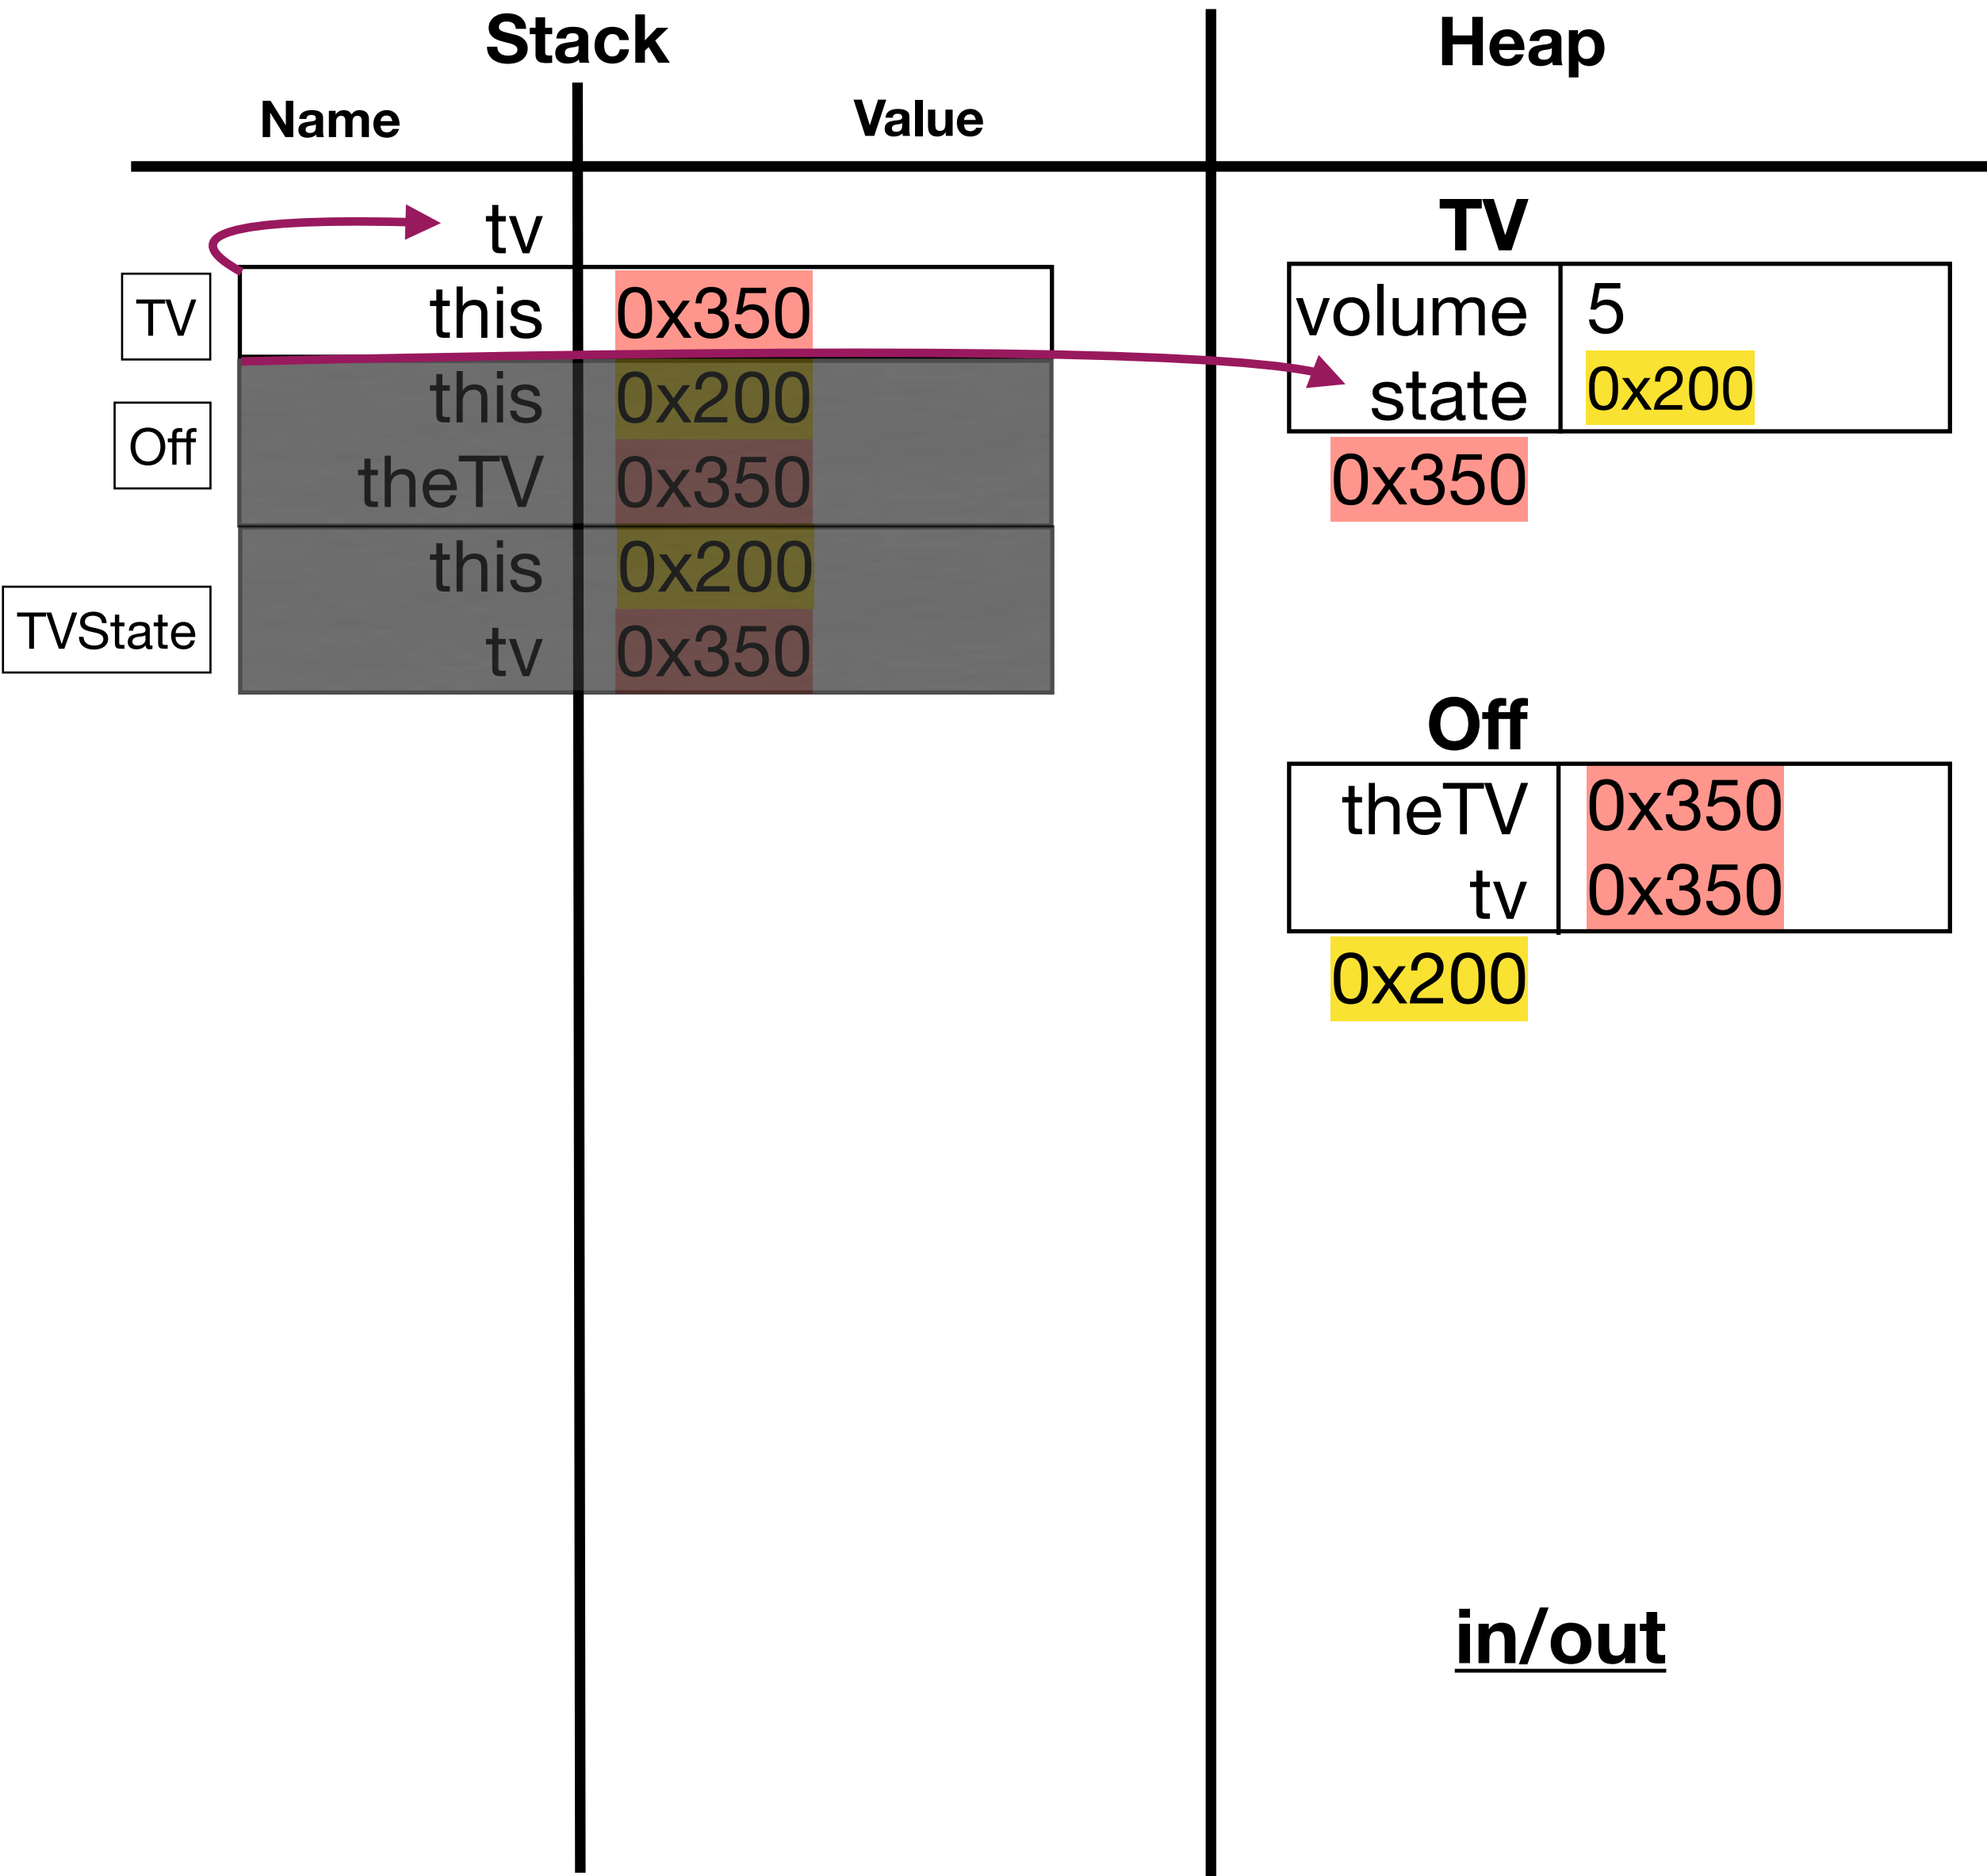 Stack
Heap
Name
Value
tv
TV
this
0x350
this
0x200
Off
theTV
0x350
this
0x200
TVState
tv
0x350
TV
volume
5
state
0x200
0x350
Off
theTV
0x350
tv
0x350
0x200
in/out